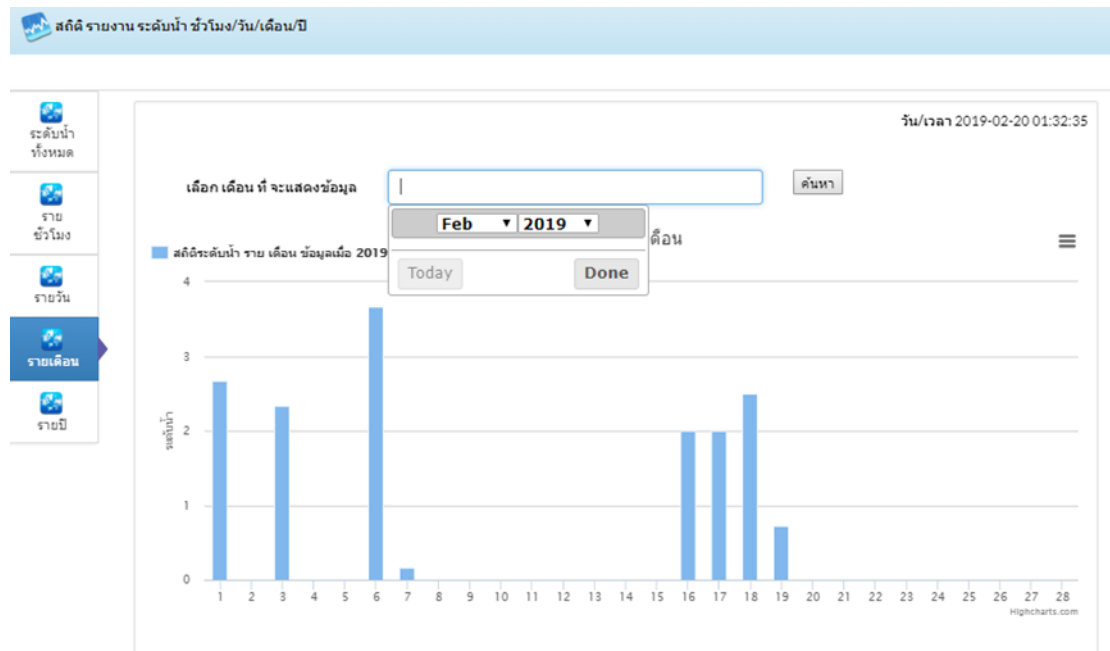 สถิติ รายงาน ระดับน้ำ ชั่วโมง/วัน/เดือน/ปี
ระดับน้ำ
ทั้งหมด
ราย
ชั่วโมง
รายวัน
รายเดือน
รายปี
วัน/เวลา 2019-02-20 01:32:35
เลือก เดือน ที่ จะแสดงข้อมูล
ค้นหา
Feb 2019
Today Done
ดือน
สถิติระดับน้ำ ราย เดือน ข้อมูลเมื่อ 2019
4
3
2
1
0
ระดับน้ำ
1 2 3 4 5 6 7 8 9 10 11 12 13 14 15 16 17 18 19 20 21 22 23 24 25 26 27 28
Highcharts.com